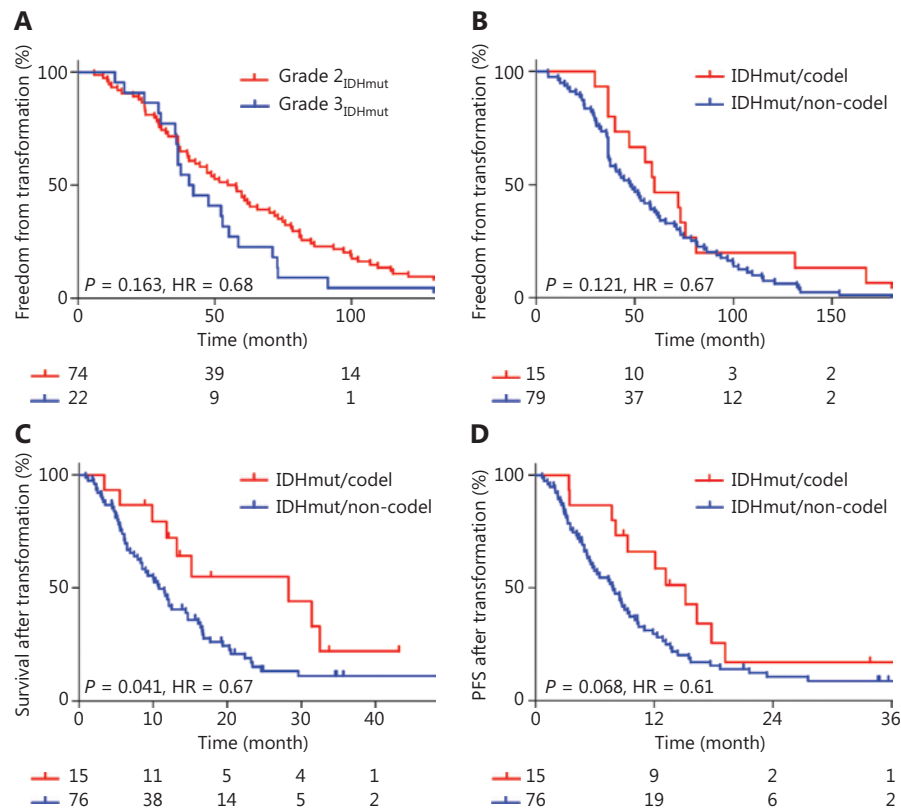 A
Freedom from transformation (%)
100
50
0
Grade 2IDHmut
Grade 3IDHmut
P = 0.163, HR = 0.68
0 50 100
Time (month)
74 39 14
22 9 1
B
Freedom from transformation (%)
100
50
0
IDHmut/codel
IDHmut/non-codel
P = 0.121, HR = 0.67
0 50 100 150
Time (month)
15 10 3 2
79 37 12 2
C
Survival after transformation (%)
100
50
0
IDHmut/codel
IDHmut/non-codel
P = 0.041, HR = 0.67
0 10 20 30 40
Time (month)
15 11 5 4 1
76 38 14 5 2
D
PFS after transformation (%)
100
50
0
IDHmut/codel
IDHmut/non-codel
P = 0.068, HR = 0.61
0 12 24 36
Time (month)
15 9 2 1
76 19 6 2